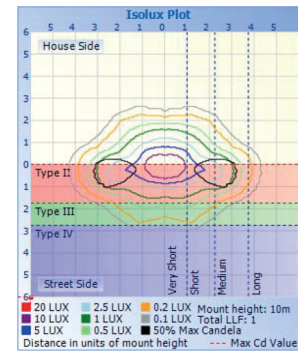 Isolux Plot
5 4 3 2 1 0 1 2 3 4 5
6
House Side
5
4
3
2
1
0
Type II
1
2
Type III
3
Type IV
4
5
Street Side
6
Very Short
Short
Medium
Long
20 LUX 2.5 LUX 0.2 LUX Mount height: 10m
10 LUX 1 LUX 0.1 LUX Total LLF: 1
5 LUX 0.5 LUX 50% Max Candela
Distance in units of mount height --- Max Cd Value